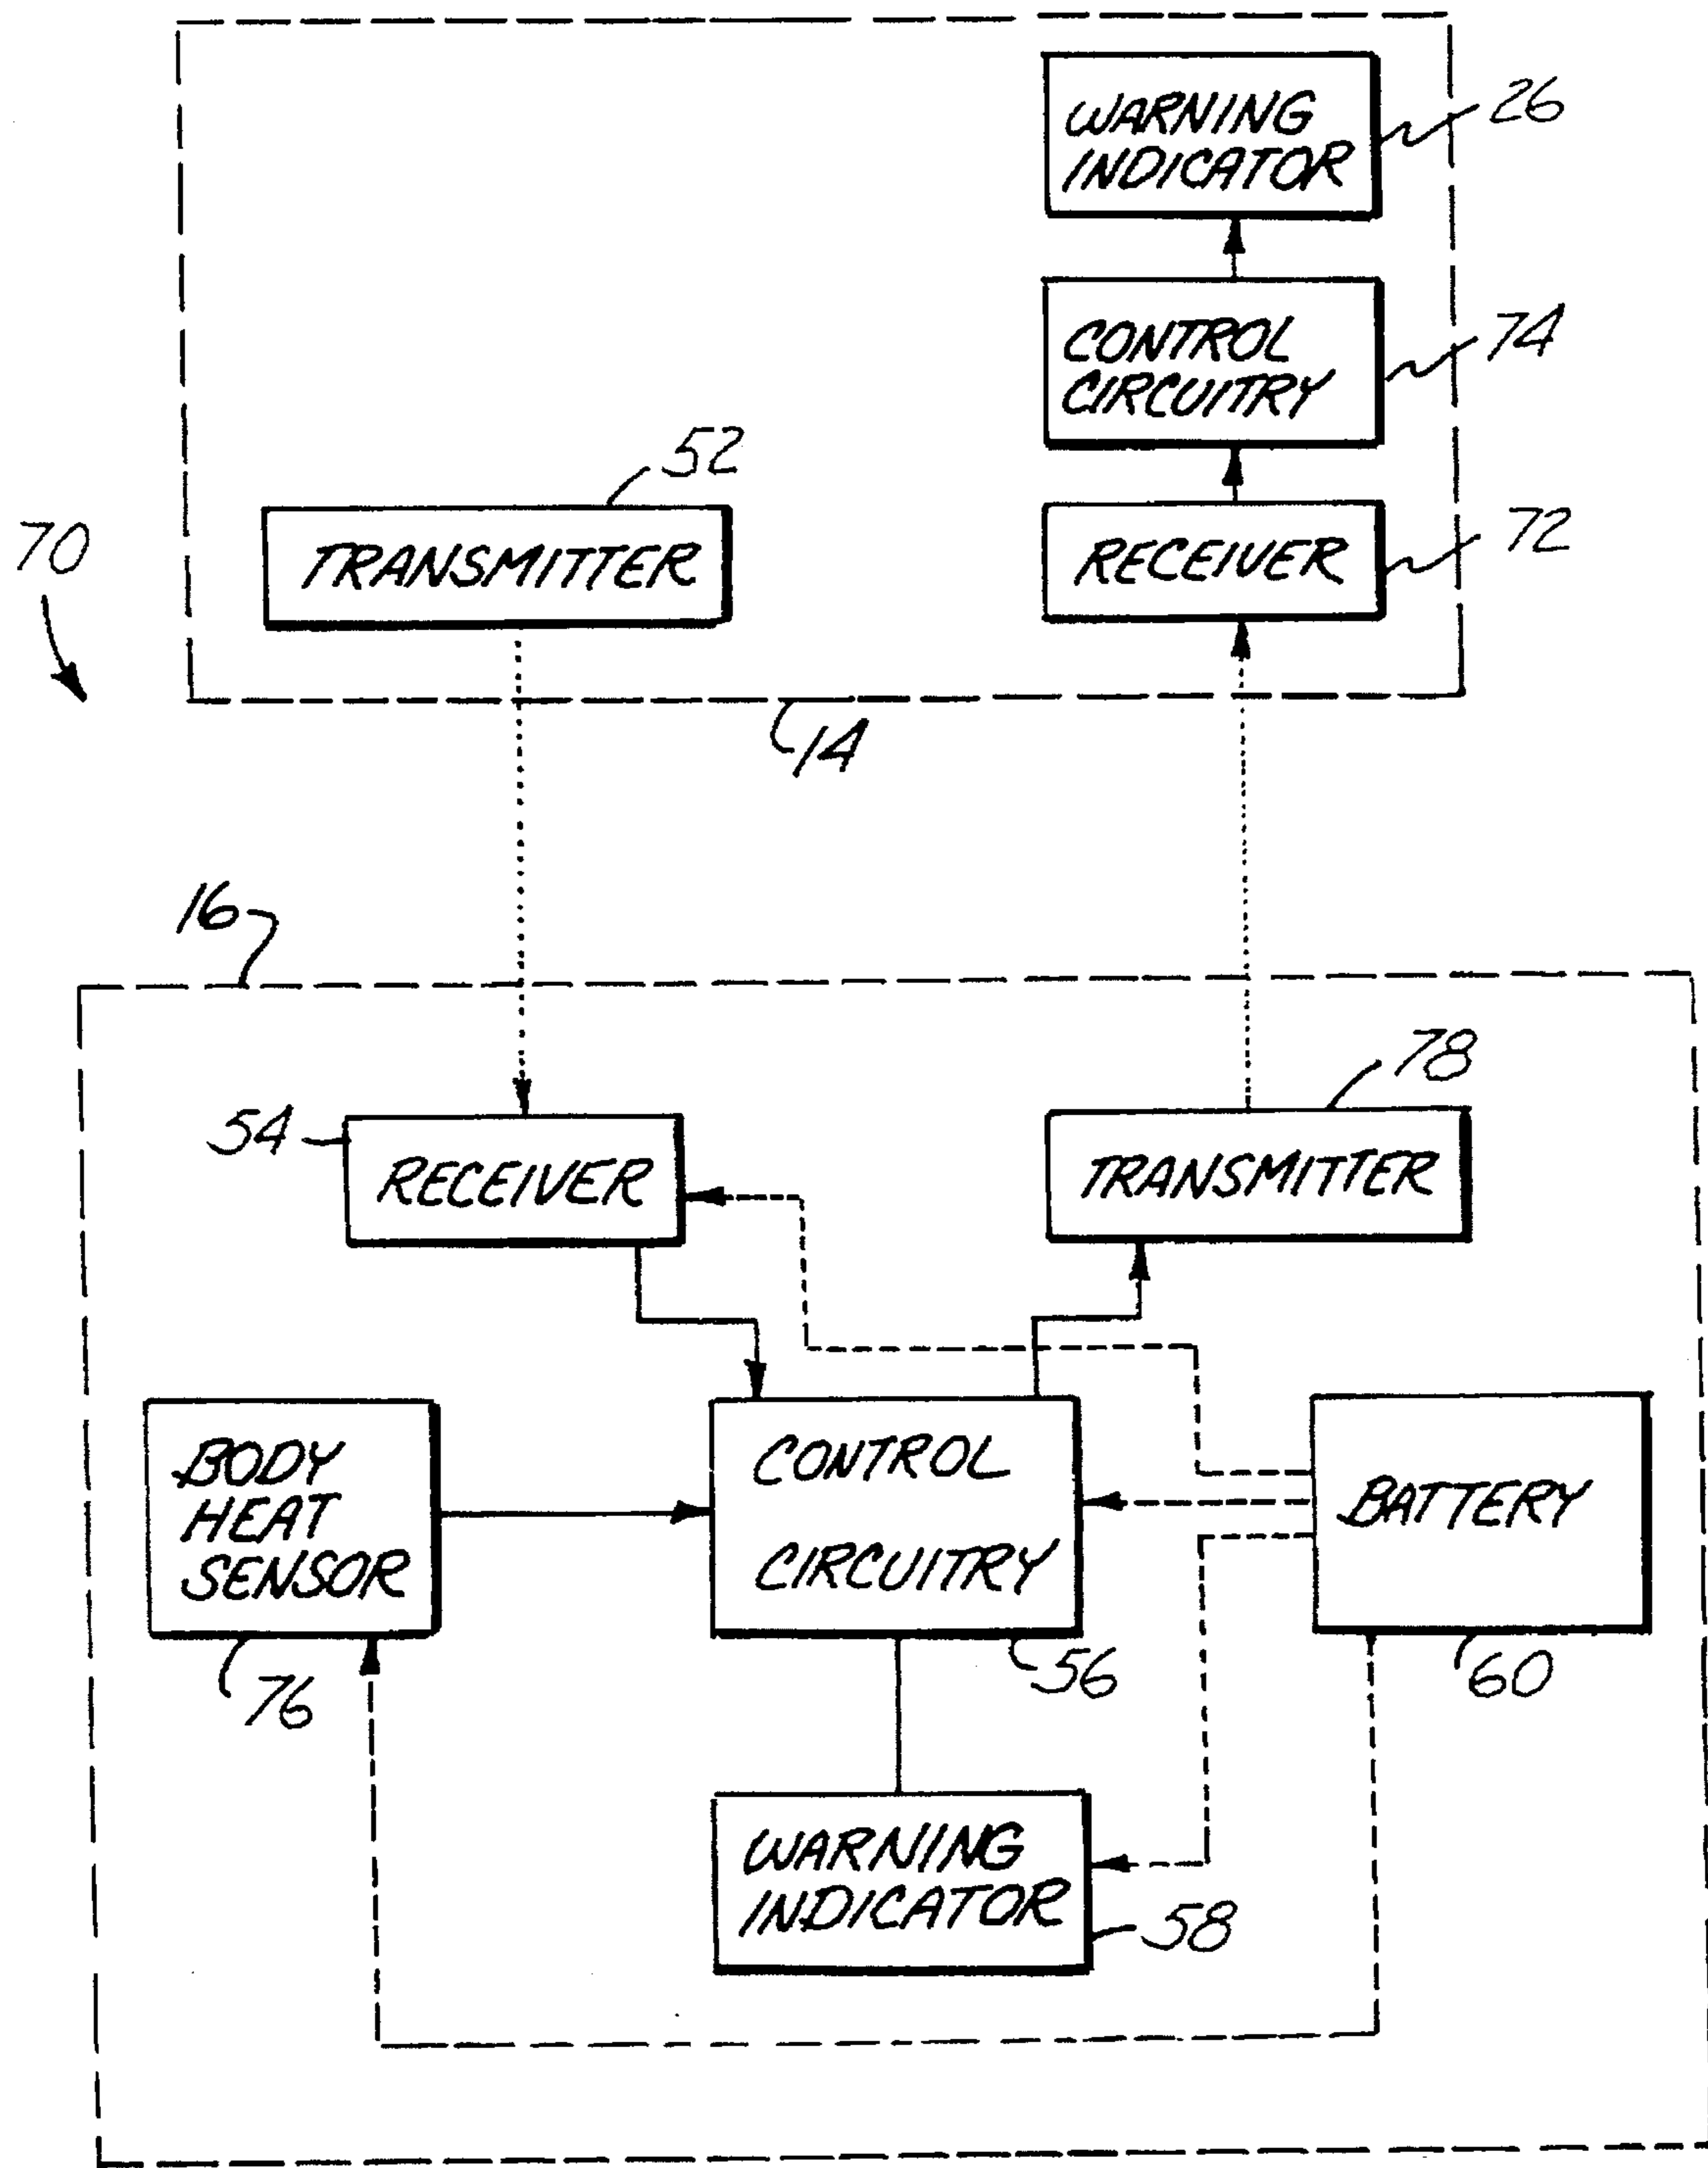 WARNING
INDICATOR
26
CONTROL
CIRCUITRY
74
52
TRANSMITTER
RECEIVER
72
70
14
16
78
54
RECEIVER
TRANSMITTER
BODY
HEAT
SENSOR
CONTROL
CIRCUITRY
BATTERY
76
56
60
WARNING
INDICATOR
58